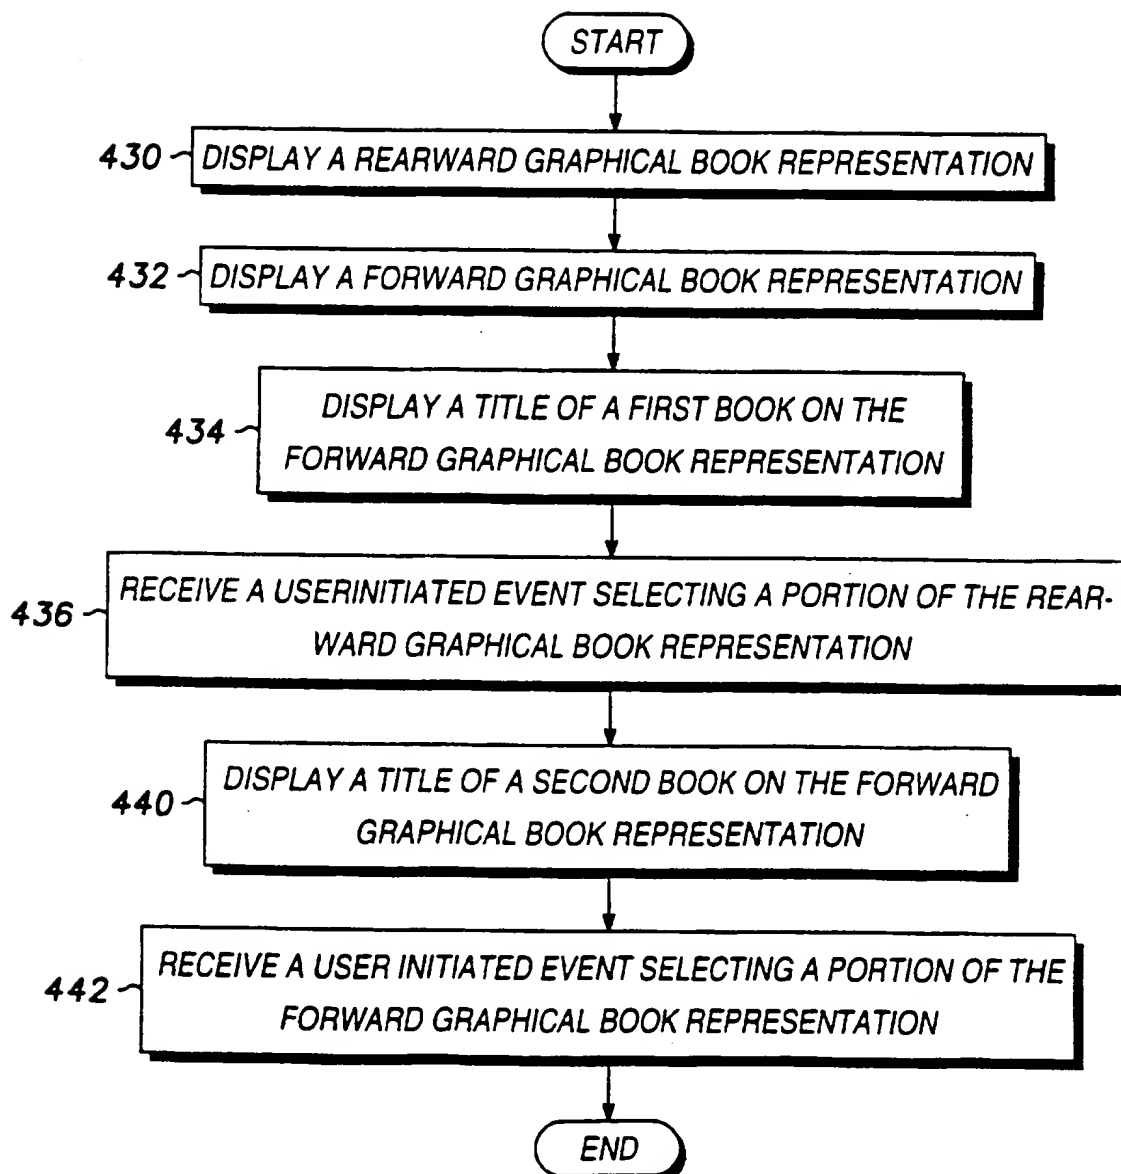 START
430 DISPLAY A REARWARD GRAPHICAL BOOK REPRESENTATION
432 DISPLAY A FORWARD GRAPHICAL BOOK REPRESENTATION
DISPLAY A TITLE OF A FIRST BOOK ON THE
434
FORWARD GRAPHICAL BOOK REPRESENTATION
RECEIVE A USERINITIATED EVENT SELECTING A PORTION OF THE REAR-
436
WARD GRAPHICAL BOOK REPRESENTATION
DISPLAY A TITLE OF A SECOND BOOK ON THE FORWARD
440
GRAPHICAL BOOK REPRESENTATION
RECEIVE A USER INITIATED EVENT SELECTING A PORTION OF THE
442
FORWARD GRAPHICAL BOOK REPRESENTATION
END